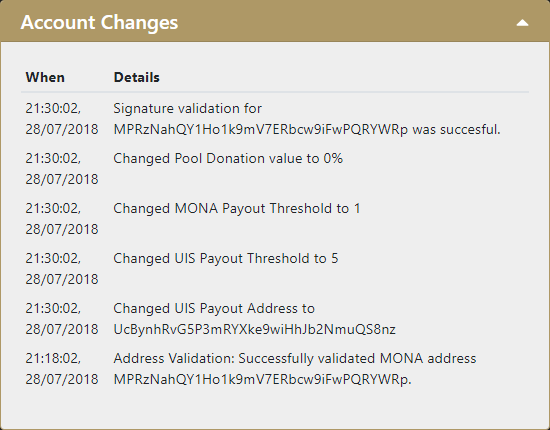 Account Changes
When Details
21:30:02, Signature validation for
28/07/2018 MPRzNahQY1Ho1k9mV7ERbcw9iFwPQRYWRp was succesful.
21:30:02, Changed Pool Donation value to 0%
28/07/2018
21:30:02, Changed MONA Payout Threshold to 1
28/07/2018
21:30:02, Changed UIS Payout Threshold to 5
28/07/2018
21:30:02, Changed UIS Payout Address to
28/07/2018 UcBynhRvG5P3mRYXke9wiHhJb2NmuQS8nz
21:18:02, Address Validation: Successfully validated MONA address
28/07/2018 MPRzNahQY1Ho1k9mV7ERbcw9iFwPQRYWRp.